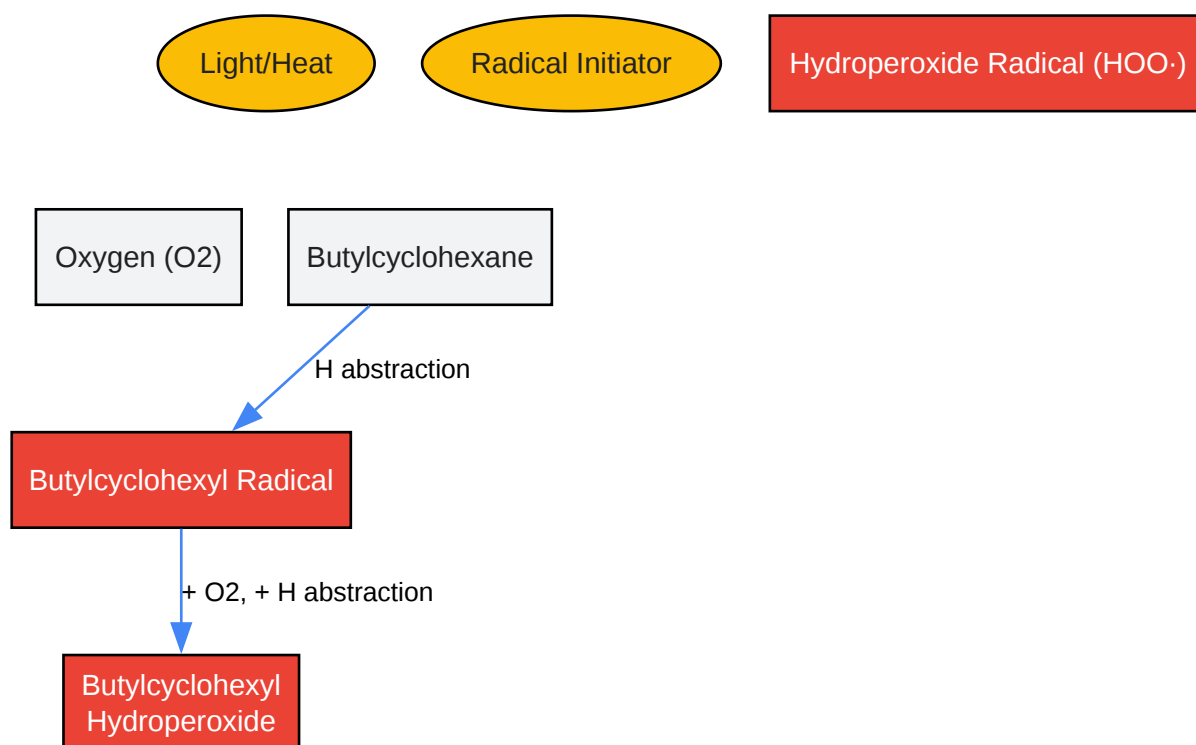 Light/Heat
Radical Initiator
Hydroperoxide Radical (HOO·)
Oxygen (O2)
Butylcyclohexane
H abstraction
Butylcyclohexyl Radical
+ O2, + H abstraction
Butylcyclohexyl
Hydroperoxide